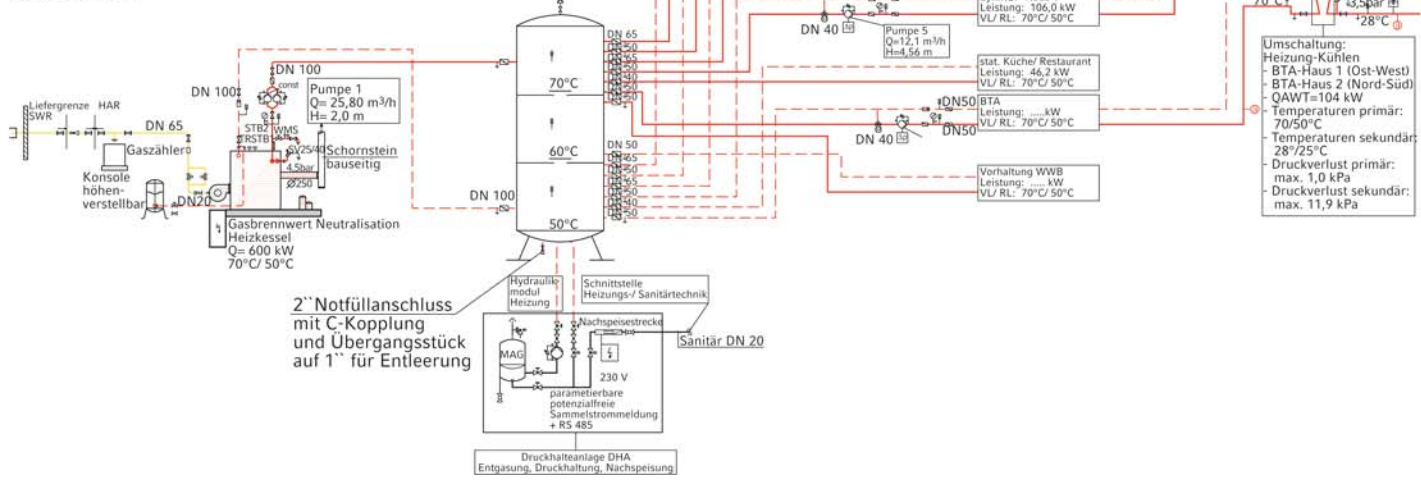 Liefergrenze HAR
SWR
DN 65
Gaszähler
Konsole
höhen-
verstellbar
DN20
DN 100
DN 100
const
Pumpe 1
Q= 25,80 m³/h
H= 2,0 m
STB2
RSTB
WMS
SV25/40
4,5bar
Ø250
Schornstein
bauseitig
Gasbrennwert Neutralisation
Heizkessel
Q= 600 kW
70°C/ 50°C
DN 100
70°C
60°C
50°C
DN 65
DN 50
2``Notfüllanschluss
mit C-Kopplung
und Übergangsstück
auf 1`` für Entleerung
Hydraulik-
modul
Heizung
Schnittstelle
Heizungs-/ Sanitärtechnik
Nachspeisestrecke
Sanitär DN 20
MAG
230 V
parametierbare
potenzialfreie
Sammelstrommeldung
+ RS 485
Druckhalteanlage DHA
Entgasung, Druckhaltung, Nachspeisung
DN 40
Pumpe 5
Q=12,1 m³/h
H=4,56 m
Leistung: 106,0 kW
VL/ RL: 70°C/ 50°C
stat. Küche/ Restaurant
Leistung: 46,2 kW
VL/ RL: 70°C/ 50°C
DN50
DN50
DN 40
BTA
Leistung: .....kW
VL/ RL: 70°C/ 50°C
Vorhaltung WWB
Leistung: ..... kW
VL/ RL: 70°C/ 50°C
70°C
3,5bar
28°C
Umschaltung:
Heizung-Kühlen
- BTA-Haus 1 (Ost-West)
- BTA-Haus 2 (Nord-Süd)
- QAWT=104 kW
- Temperaturen primär:
70/50°C
- Temperaturen sekundär:
28°/25°C
- Druckverlust primär:
max. 1,0 kPa
- Druckverlust sekundär:
max. 11,9 kPa